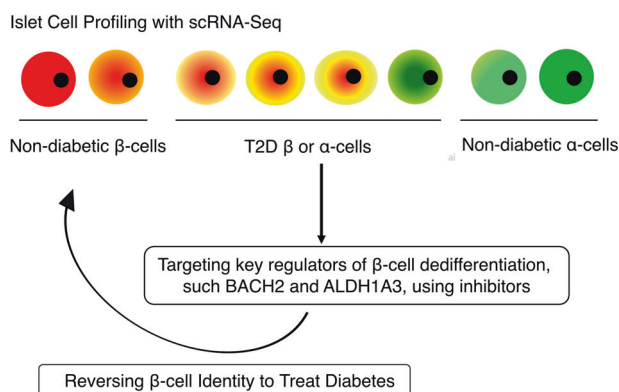 Islet Cell Profiling with scRNA-Seq
Non-diabetic β-cells
T2D β or α-cells
Non-diabetic α-cells
ai
Targeting key regulators of β-cell dedifferentiation,
such BACH2 and ALDH1A3, using inhibitors
Reversing β-cell Identity to Treat Diabetes